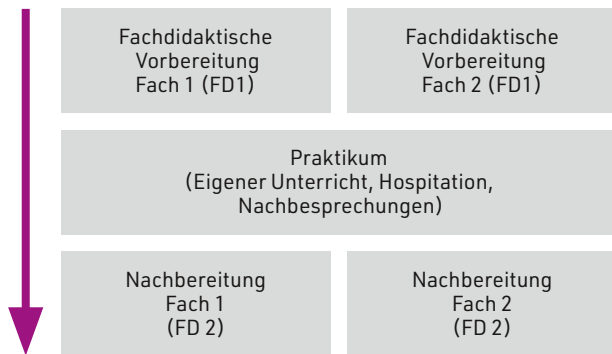 Fachdidaktische
Vorbereitung
Fach 1 (FD1)
Fachdidaktische
Vorbereitung
Fach 2 (FD1)
Praktikum
(Eigener Unterricht, Hospitation,
Nachbesprechungen)
Nachbereitung
Fach 1
(FD 2)
Nachbereitung
Fach 2
(FD 2)